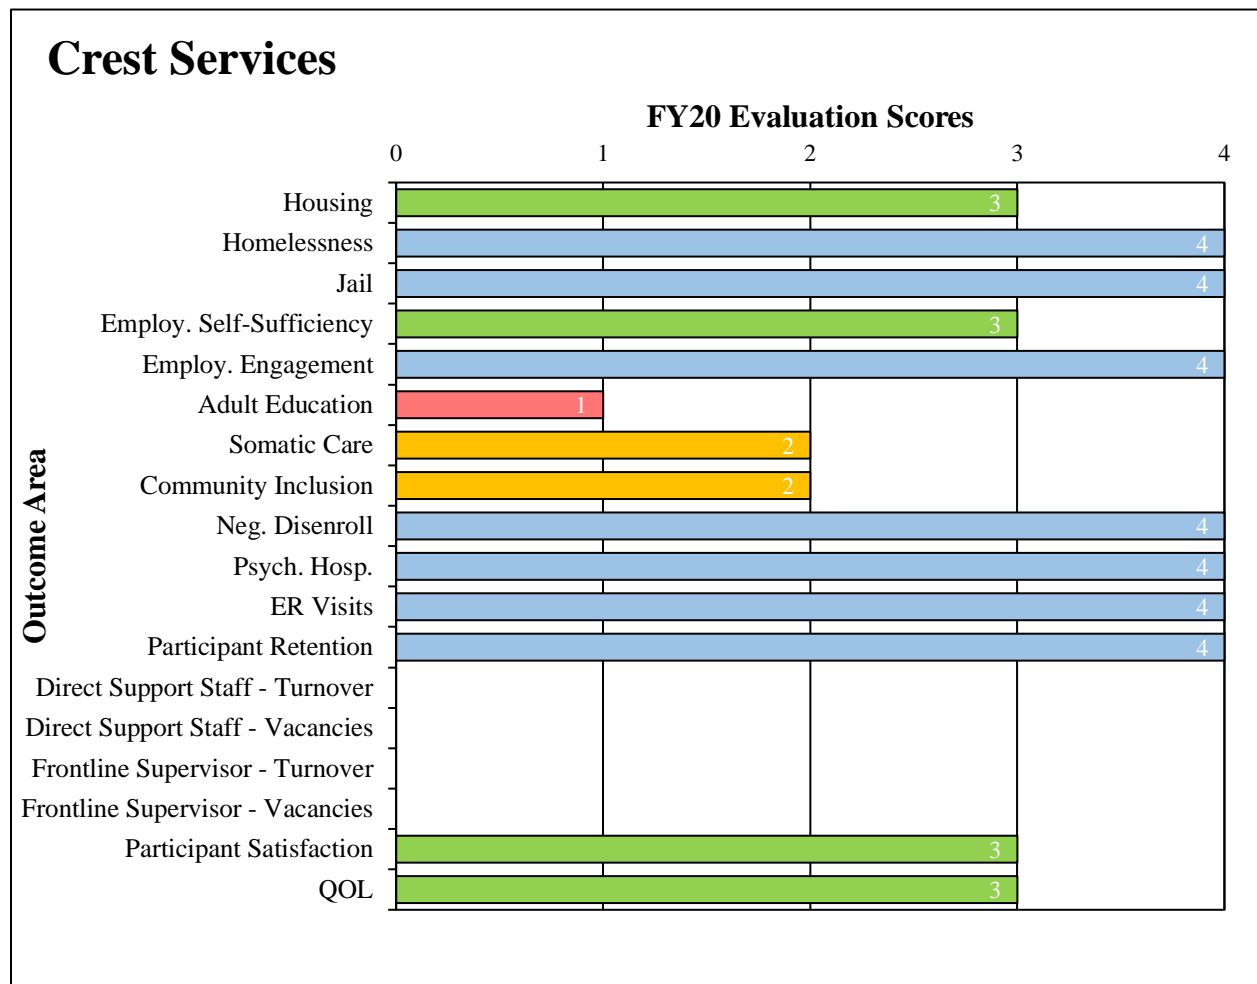 Crest Services
FY20 Evaluation Scores
0 1 2 3 4
Outcome Area
Housing 3
Homelessness 4
Jail 4
Employ. Self-Sufficiency 3
Employ. Engagement 4
Adult Education 1
Somatic Care 2
Community Inclusion 2
Neg. Disenroll 4
Psych. Hosp. 4
ER Visits 4
Participant Retention 4
Direct Support Staff - Turnover
Direct Support Staff - Vacancies
Frontline Supervisor - Turnover
Frontline Supervisor - Vacancies
Participant Satisfaction 3
QOL 3